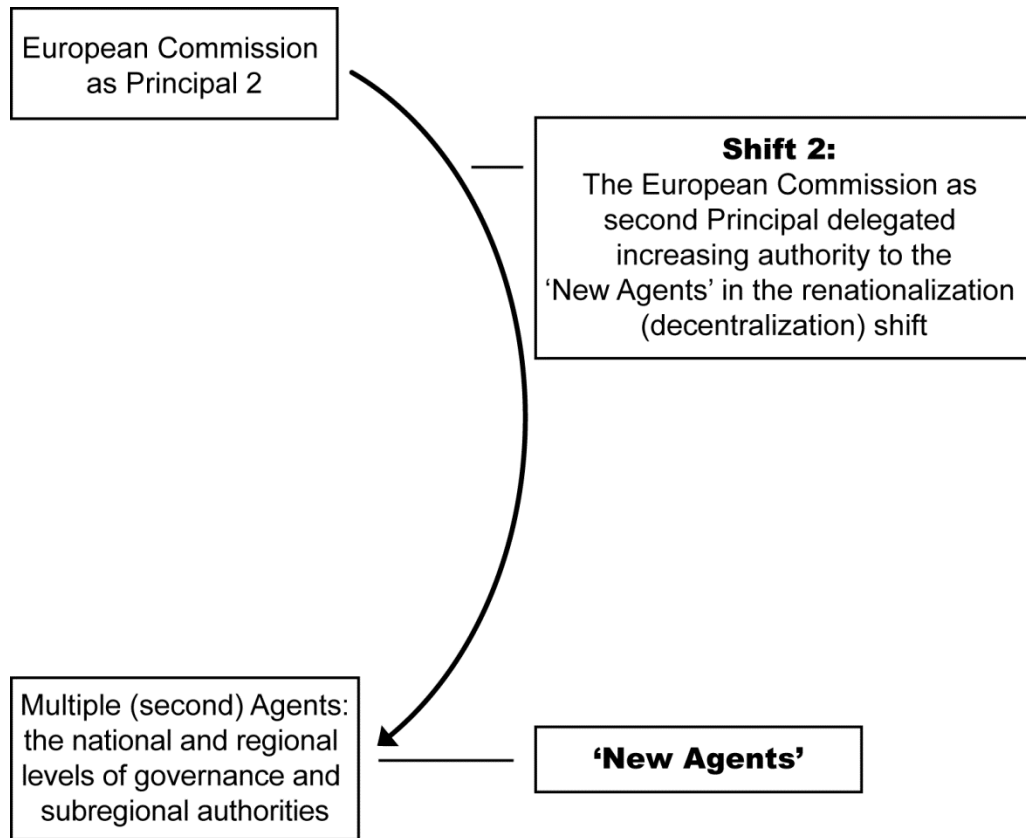 European Commission
as Principal 2
Shift 2:
The European Commission as
second Principal delegated
increasing authority to the
‘New Agents’ in the renationalization
(decentralization) shift
Multiple (second) Agents:
the national and regional
levels of governance and
subregional authorities
‘New Agents’